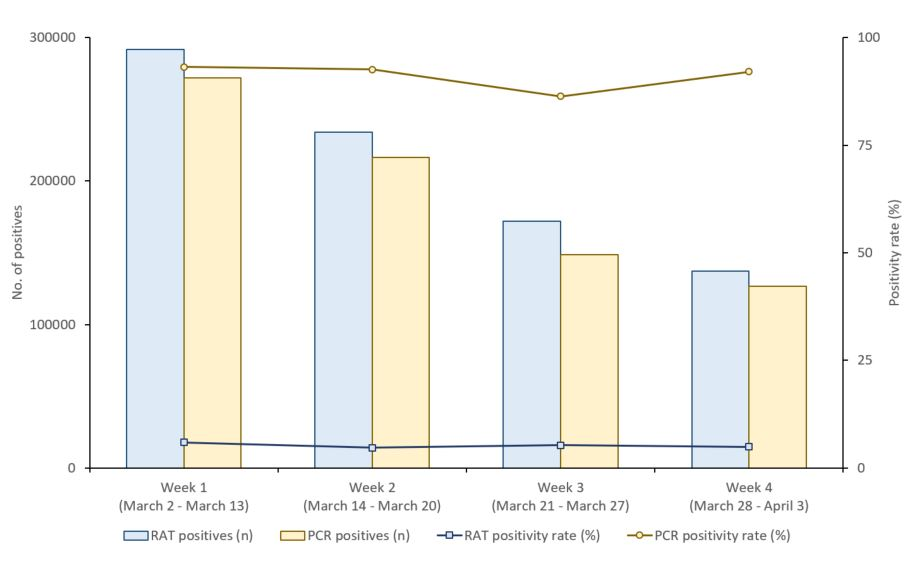 300000
200000
100000
0
No. of positives
100
75
50
25
0
Positivity rate (%)
Week 1
(March 2 - March 13)
Week 2
(March 14 - March 20)
Week 3
(March 21 - March 27)
Week 4
(March 28 - April 3)
RAT positives (n)
PCR positives (n)
RAT positivity rate (%)
PCR positivity rate (%)